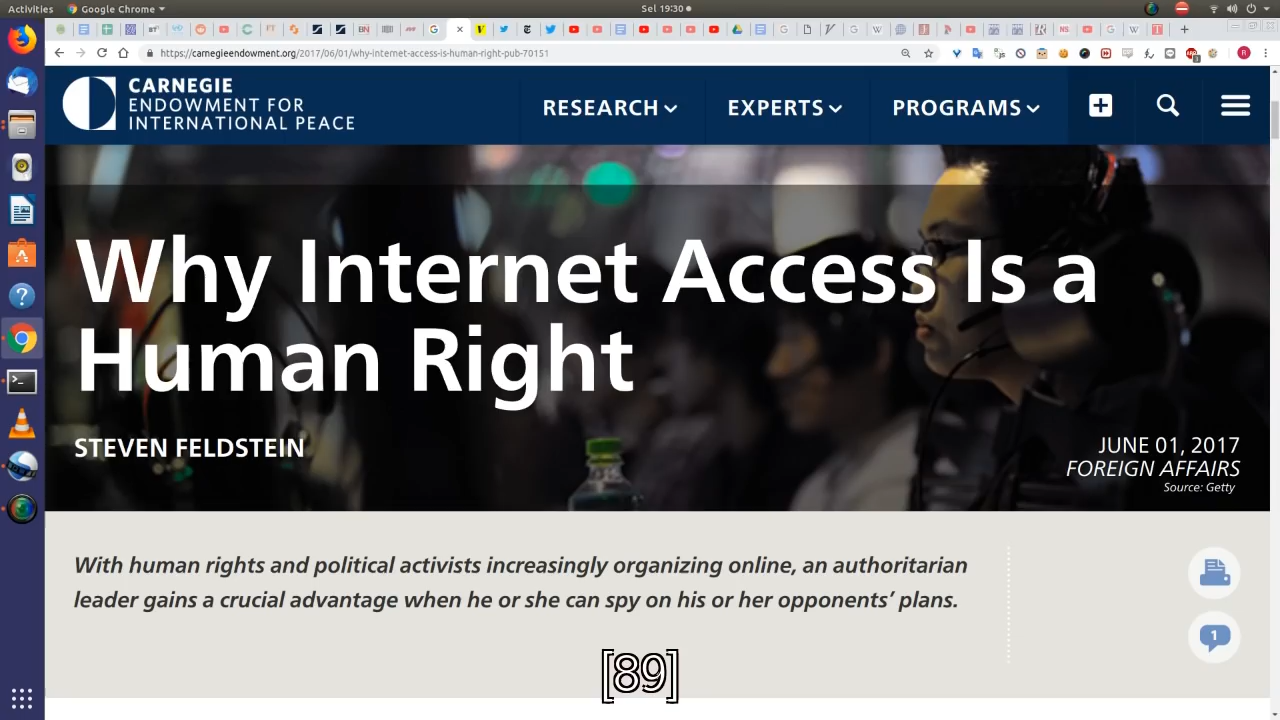 Activities
Google Chrome
Sel 19:30
https://carnegieendowment.org/2017/06/01/why-internet-access-is-human-right-pub-70151
CARNEGIE
ENDOWMENT FOR
INTERNATIONAL PEACE
RESEARCH
EXPERTS
PROGRAMS
Why Internet Access Is a
Human Right
STEVEN FELDSTEIN
JUNE 01, 2017
FOREIGN AFFAIRS
Source: Getty
With human rights and political activists increasingly organizing online, an authoritarian
leader gains a crucial advantage when he or she can spy on his or her opponents’ plans.
1
[89]